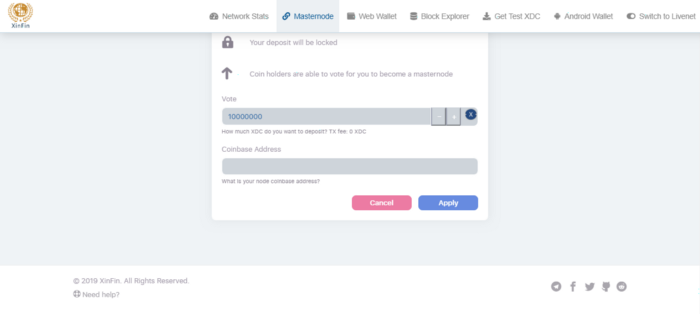 XinFin
Network Stats
Masternode
Web Wallet
Block Explorer
Get Test XDC
Android Wallet
Switch to Livenet
Your deposit will be locked
Coin holders are able to vote for you to become a masternode
Vote
10000000
-
+
X
How much XDC do you want to deposit? TX fee: 0 XDC
Coinbase Address
What is your node coinbase address?
Cancel
Apply
© 2019 XinFin. All Rights Reserved.
Need help?